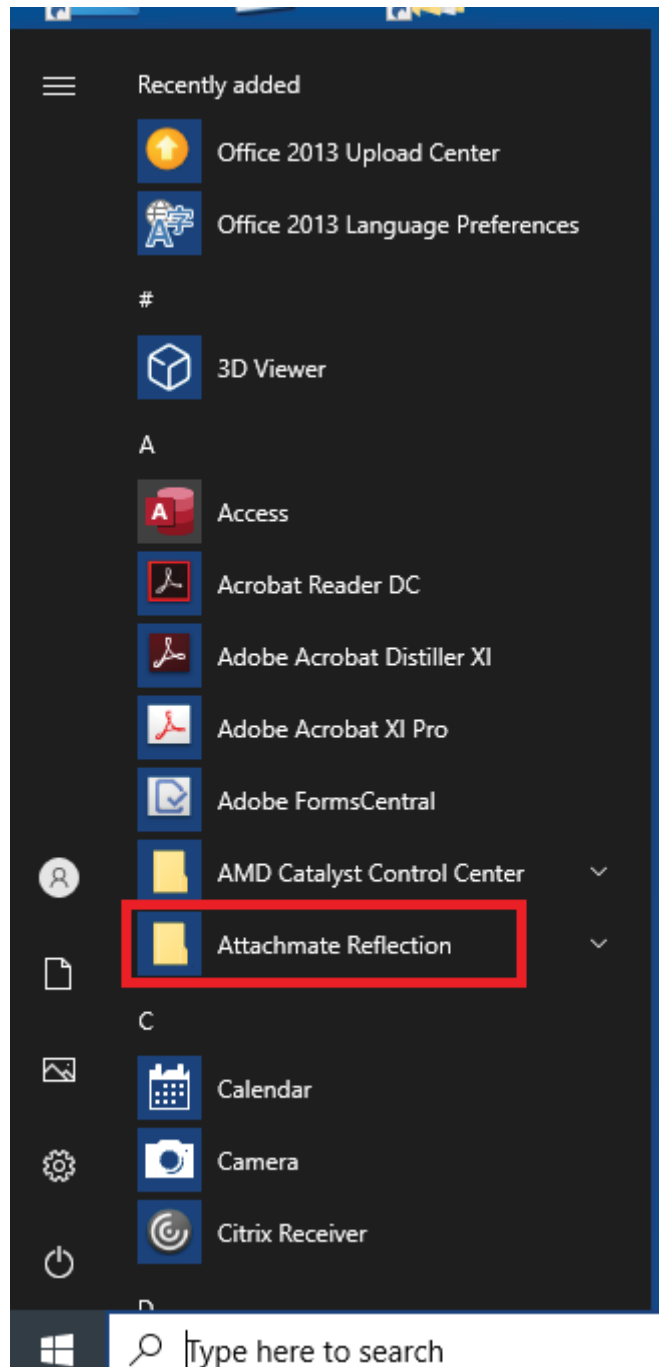 Recently added
Office 2013 Upload Center
Office 2013 Language Preferences
#
3D Viewer
A
Access
Acrobat Reader DC
Adobe Acrobat Distiller XI
Adobe Acrobat XI Pro
Adobe FormsCentral
AMD Catalyst Control Center
Attachmate Reflection
C
Calendar
Camera
Citrix Receiver
D
Type here to search